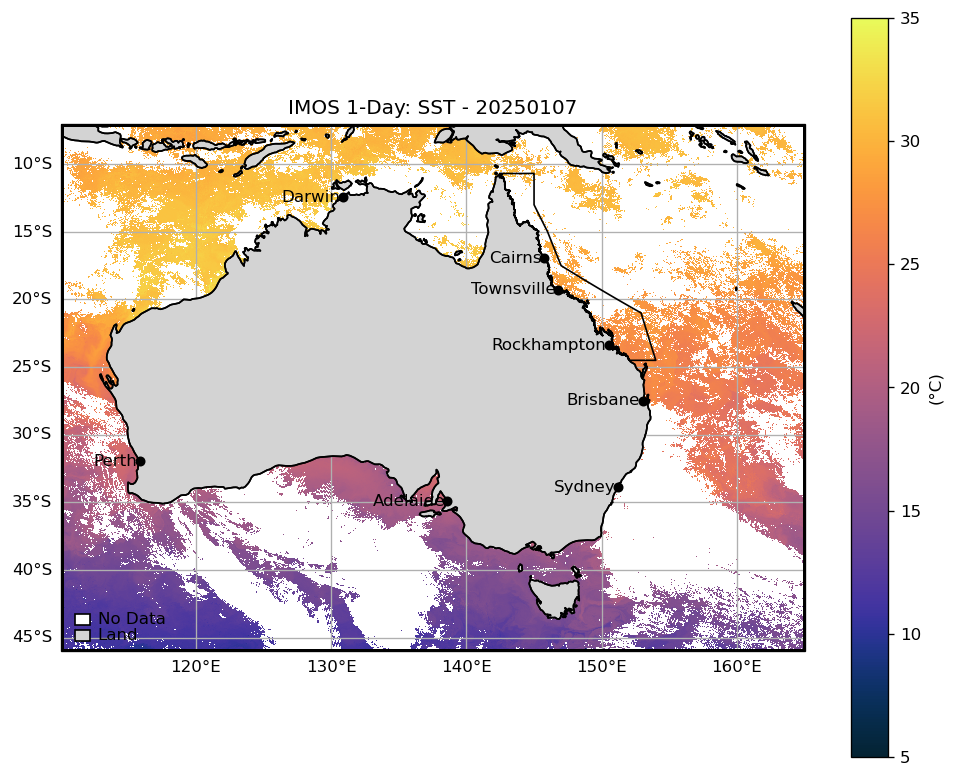 IMOS 1-Day: SST - 20250107
35
30
25
20
15
10
5
(°C)
10°S
15°S
20°S
25°S
30°S
35°S
40°S
45°S
Darwin
Cairns
Townsville
Rockhampton
Brisbane
Perth
Sydney
Adelaide
No Data
Land
120°E 130°E 140°E 150°E 160°E